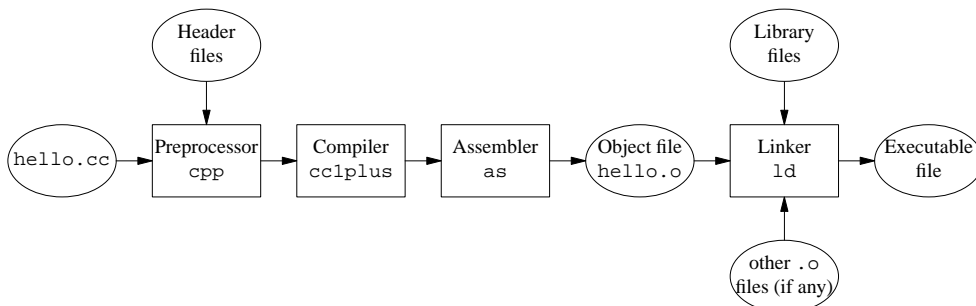 Header
files
Library
files
hello.cc
Preprocessor
cpp
Compiler
cc1plus
Assembler
as
Object file
hello.o
Linker
ld
Executable
file
other .o
files (if any)